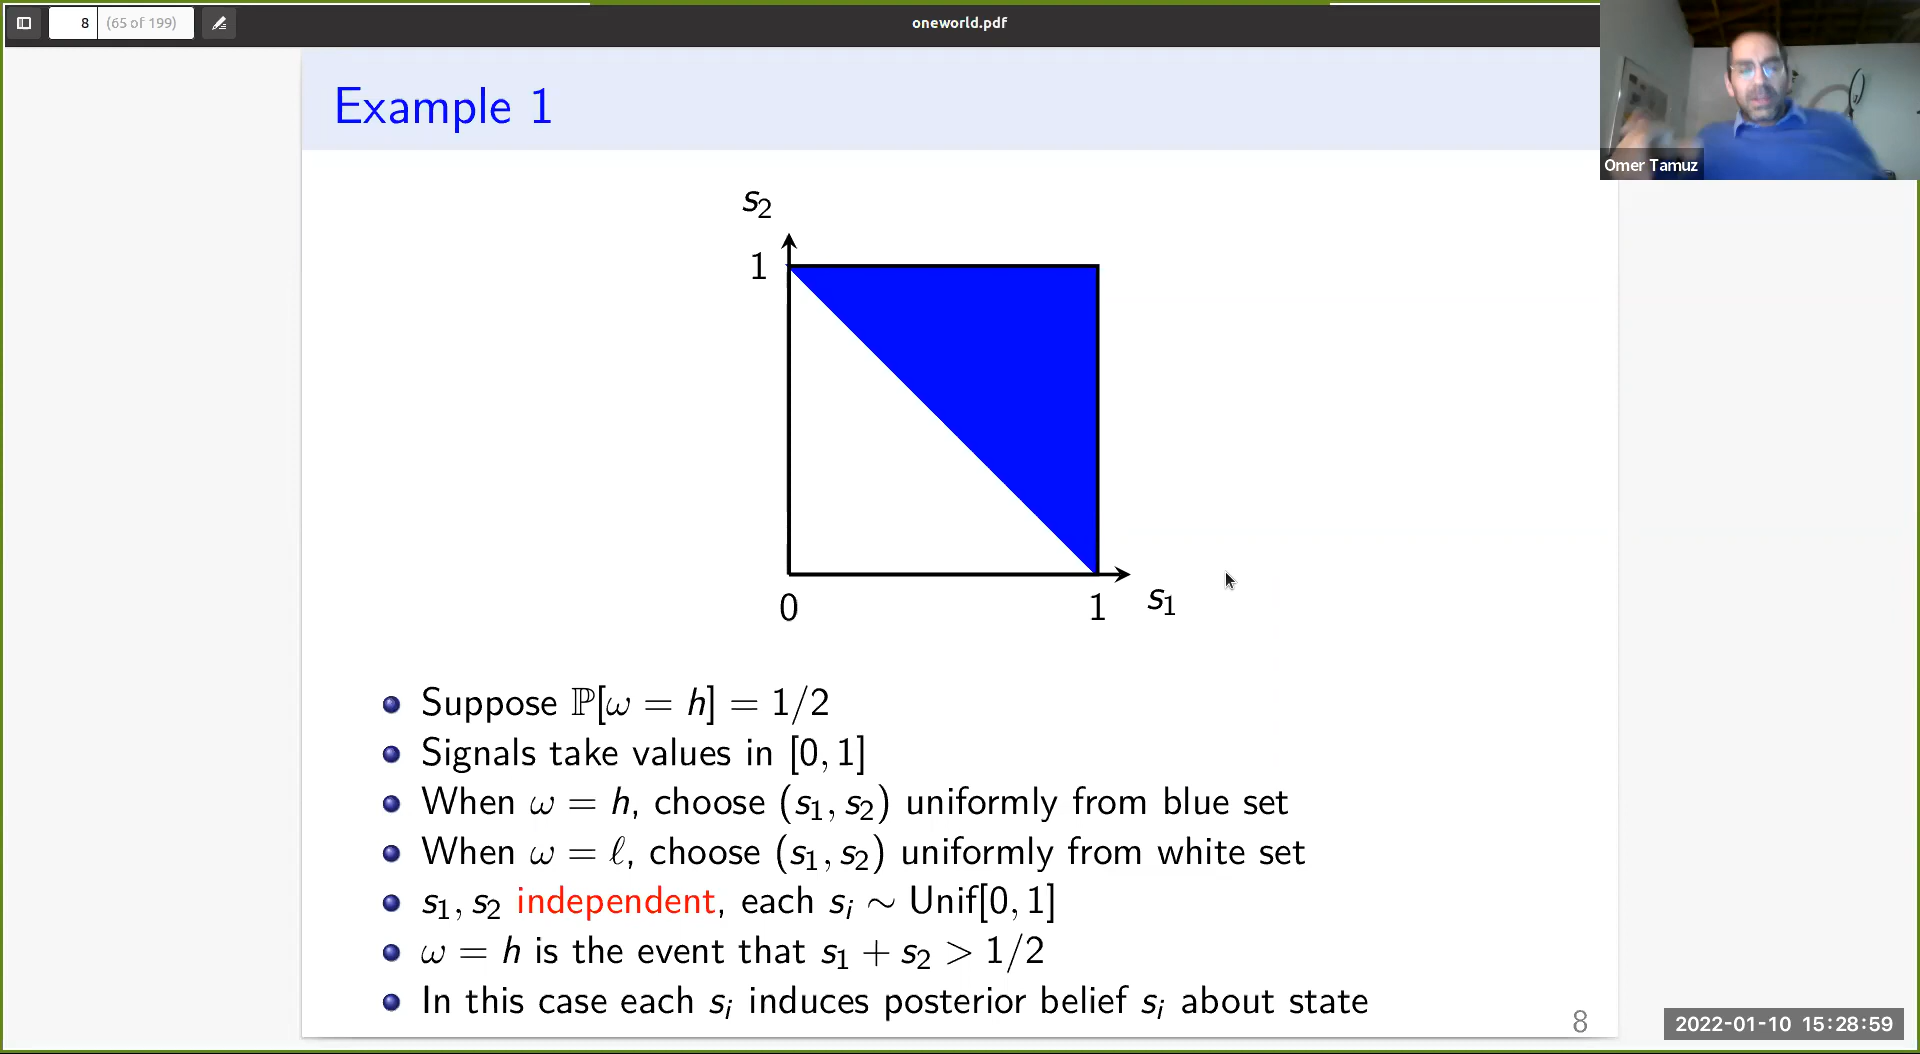 8 (65 of 199)
oneworld.pdf
Omer Tamuz
Example 1
s₂
1
0
1
s₁
Suppose ℙ[ω = h] = 1/2
Signals take values in [0, 1]
When ω = h, choose (s₁, s₂) uniformly from blue set
When ω = ℓ, choose (s₁, s₂) uniformly from white set
s₁, s₂ independent, each sᵢ ∼ Unif[0, 1]
ω = h is the event that s₁ + s₂ > 1/2
In this case each sᵢ induces posterior belief sᵢ about state
8
2022-01-10 15:28:59